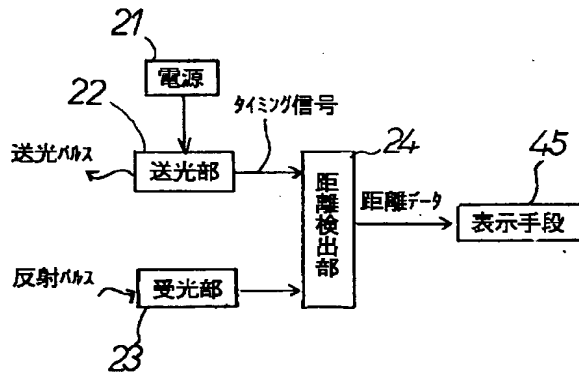 21
電源
22
タイミング信号
24
45
送光パルス
送光部
距離検出部
距離データ
表示手段
反射パルス
受光部
23